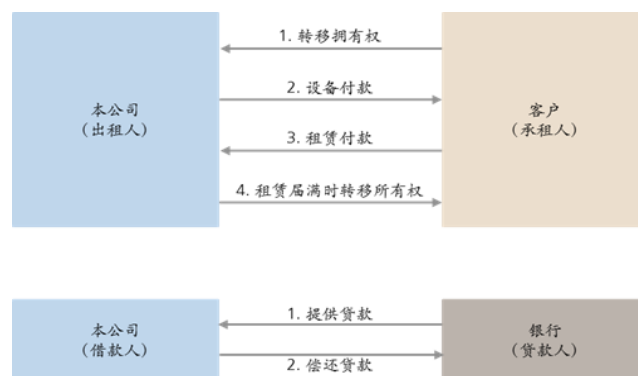 1. 转移拥有权
2. 设备付款
本公司
（出租人）
客户
（承租人）
3. 租赁付款
4. 租赁届满时转移所有权
1. 提供贷款
本公司
（借款人）
银行
（贷款人）
2. 偿还贷款